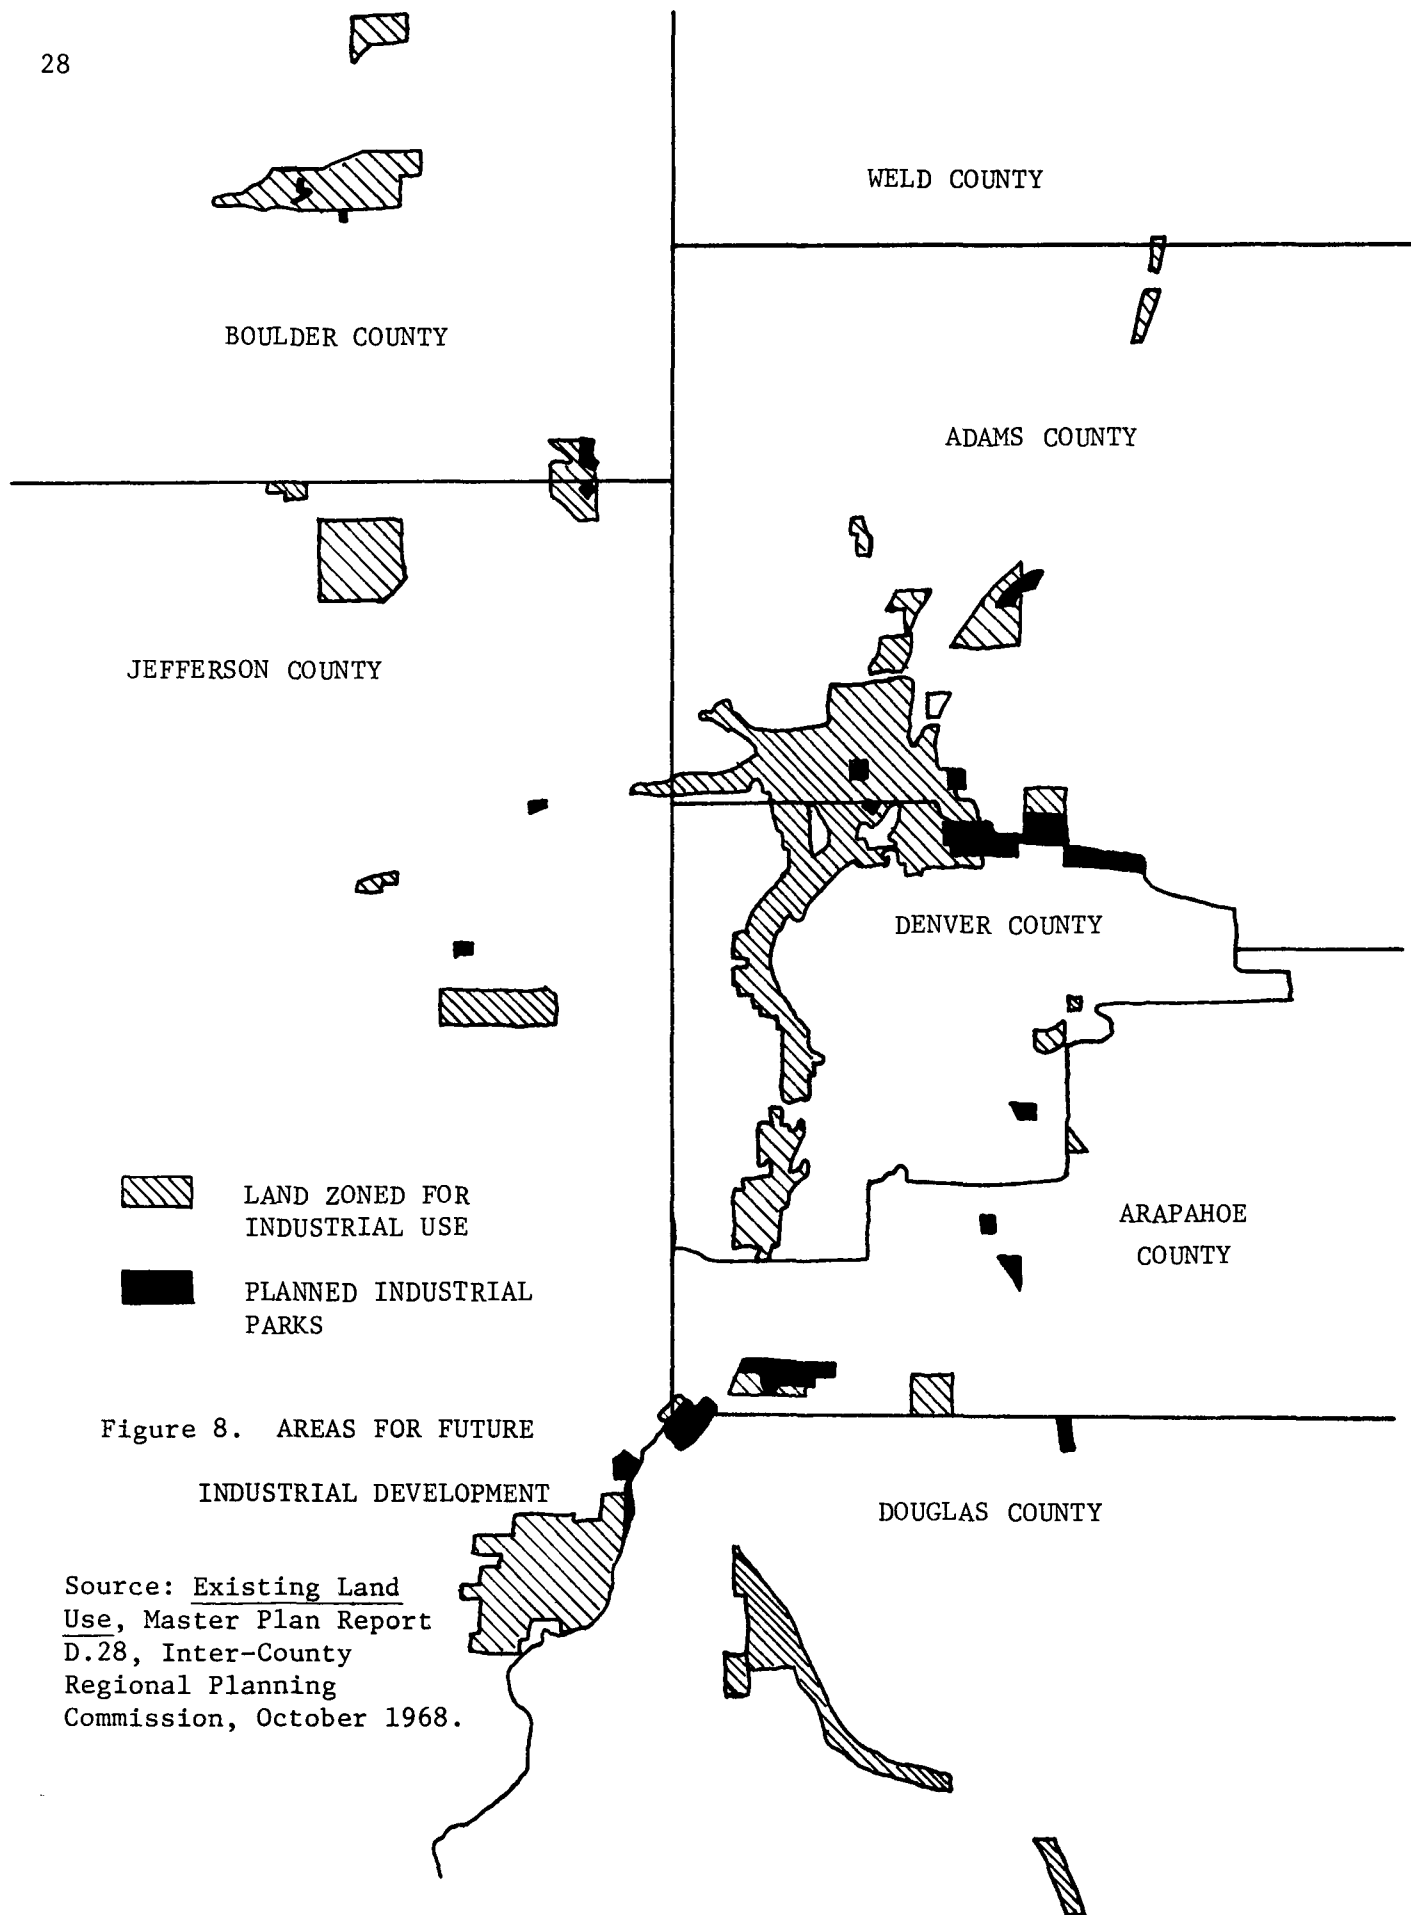 28
WELD COUNTY
BOULDER COUNTY
ADAMS COUNTY
JEFFERSON COUNTY
DENVER COUNTY
LAND ZONED FOR
INDUSTRIAL USE
ARAPAHOE
COUNTY
PLANNED INDUSTRIAL
PARKS
Figure 8. AREAS FOR FUTURE
INDUSTRIAL DEVELOPMENT
DOUGLAS COUNTY
Source: Existing Land
Use, Master Plan Report
D.28, Inter-County
Regional Planning
Commission, October 1968.